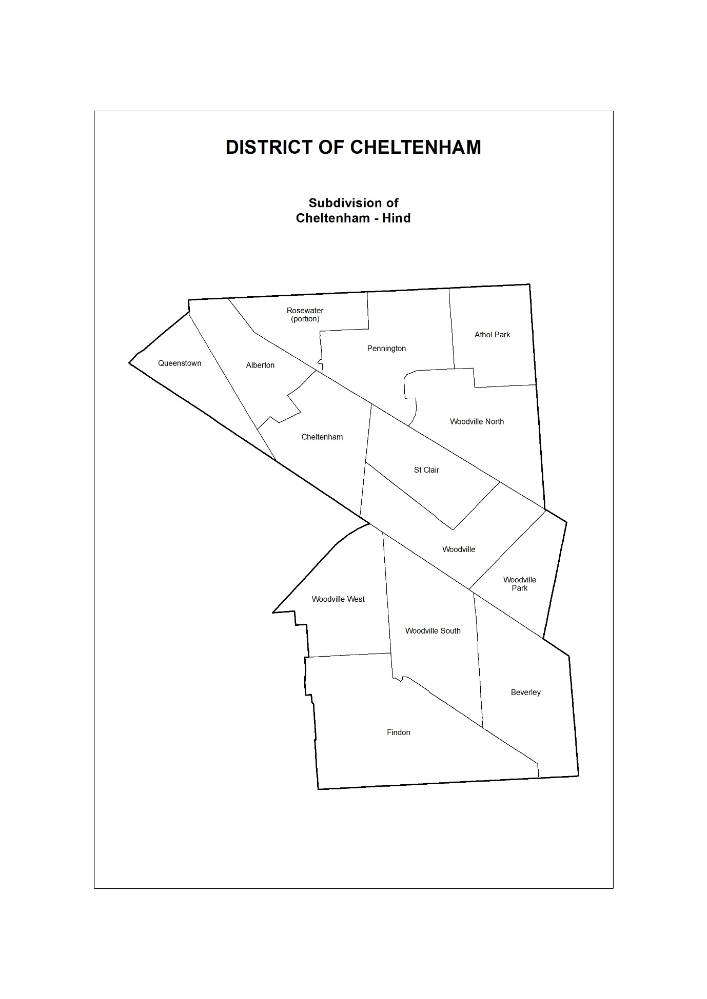 DISTRICT OF CHELTENHAM
Subdivision of
Cheltenham - Hind
Rosewater
(portion)
Athol Park
Pennington
Queenstown
Alberton
Woodville North
Cheltenham
St Clair
Woodville
Woodville
Park
Woodville West
Woodville South
Beverley
Findon